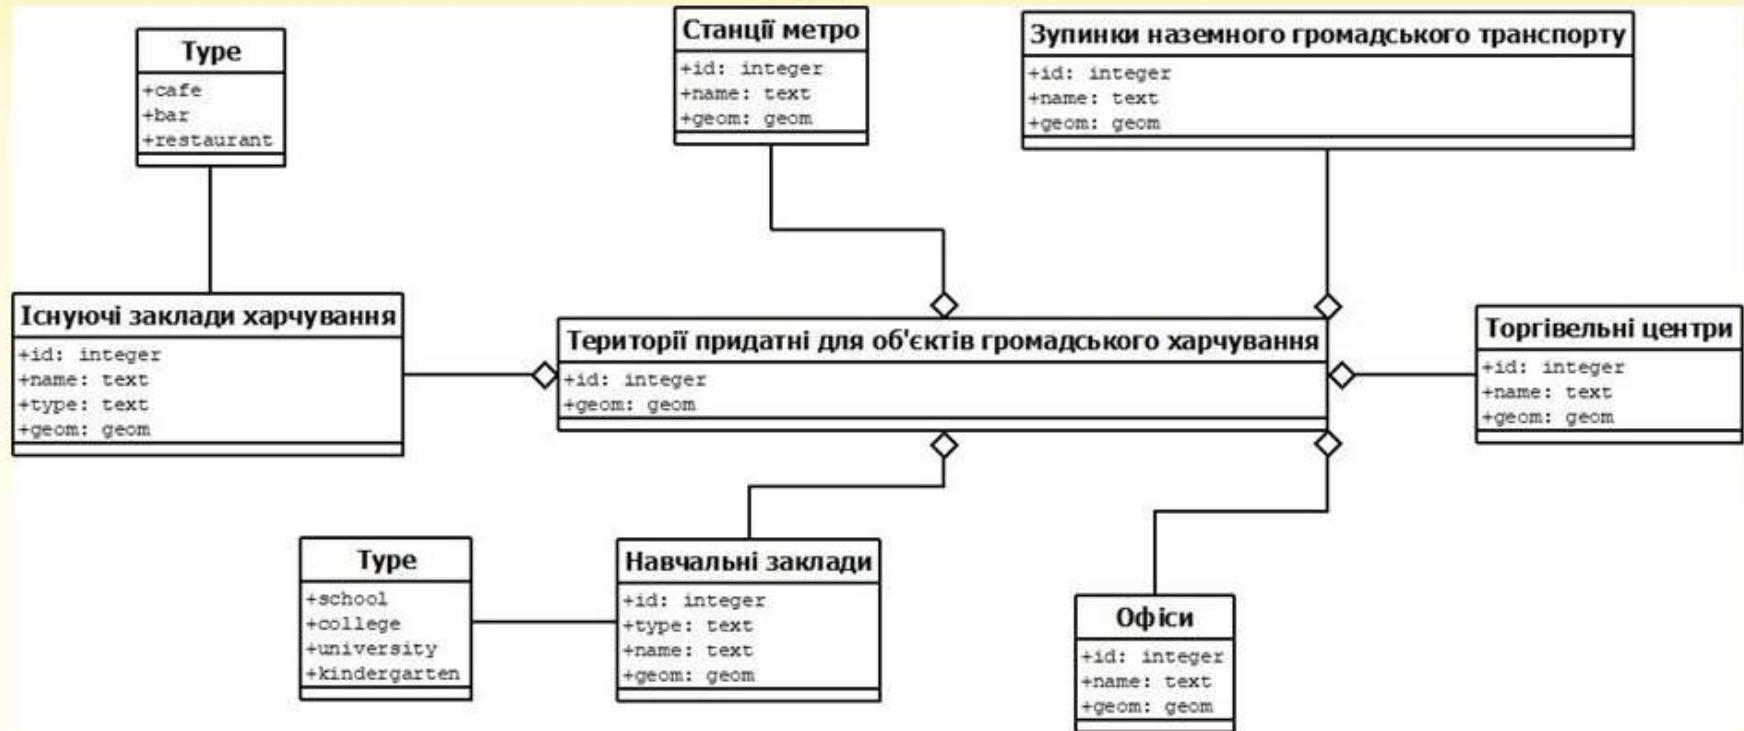 Type
+cafe
+bar
+restaurant
Станції метро
+id: integer
+name: text
+geom: geom
Зупинки наземного громадського транспорту
+id: integer
+name: text
+geom: geom
Існуючі заклади харчування
+id: integer
+name: text
+type: text
+geom: geom
Території придатні для об'єктів громадського харчування
+id: integer
+geom: geom
Торгівельні центри
+id: integer
+name: text
+geom: geom
Type
+school
+college
+university
+kindergarten
Навчальні заклади
+id: integer
+type: text
+name: text
+geom: geom
Офіси
+id: integer
+name: text
+geom: geom